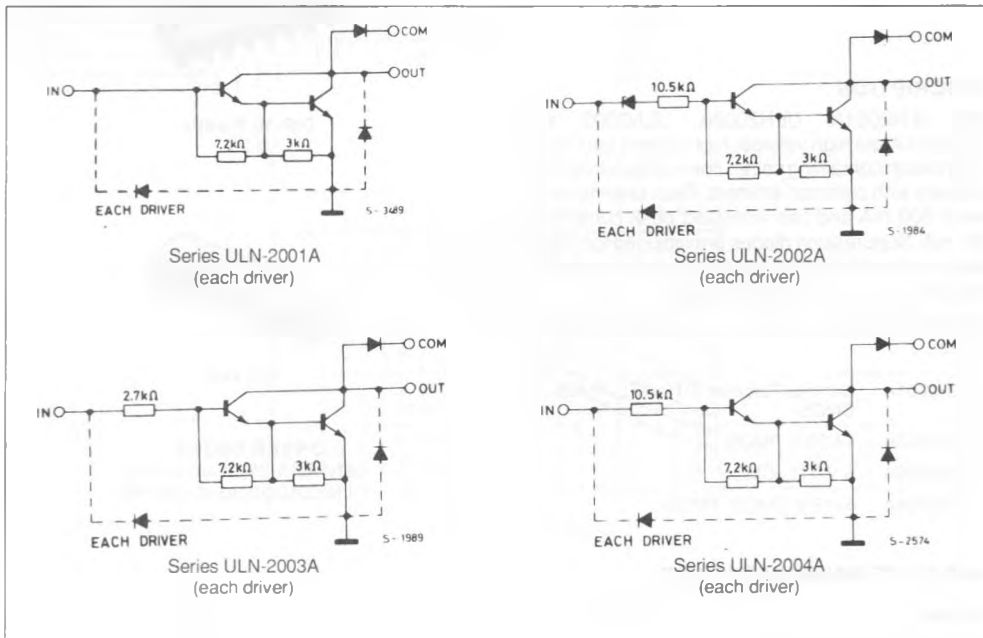 COM
OUT
IN
7.2kΩ 3kΩ
EACH DRIVER
S-3489
Series ULN-2001A
(each driver)
COM
OUT
10.5kΩ
IN
7.2kΩ 3kΩ
EACH DRIVER
S-1984
Series ULN-2002A
(each driver)
COM
OUT
2.7kΩ
IN
7.2kΩ 3kΩ
EACH DRIVER
S-1989
Series ULN-2003A
(each driver)
COM
OUT
10.5kΩ
IN
7.2kΩ 3kΩ
EACH DRIVER
S-2574
Series ULN-2004A
(each driver)